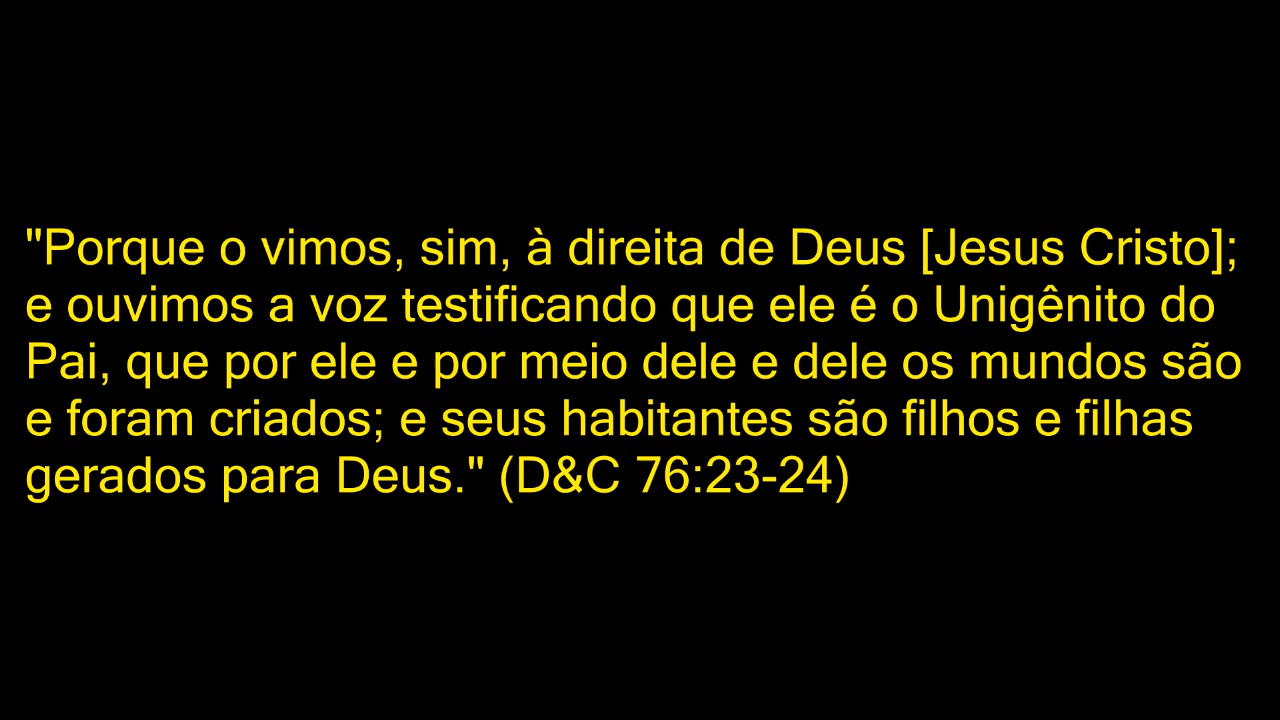 "Porque o vimos, sim, à direita de Deus [Jesus Cristo];
e ouvimos a voz testificando que ele é o Unigênito do
Pai, que por ele e por meio dele e dele os mundos são
e foram criados; e seus habitantes são filhos e filhas
gerados para Deus." (D&C 76:23-24)